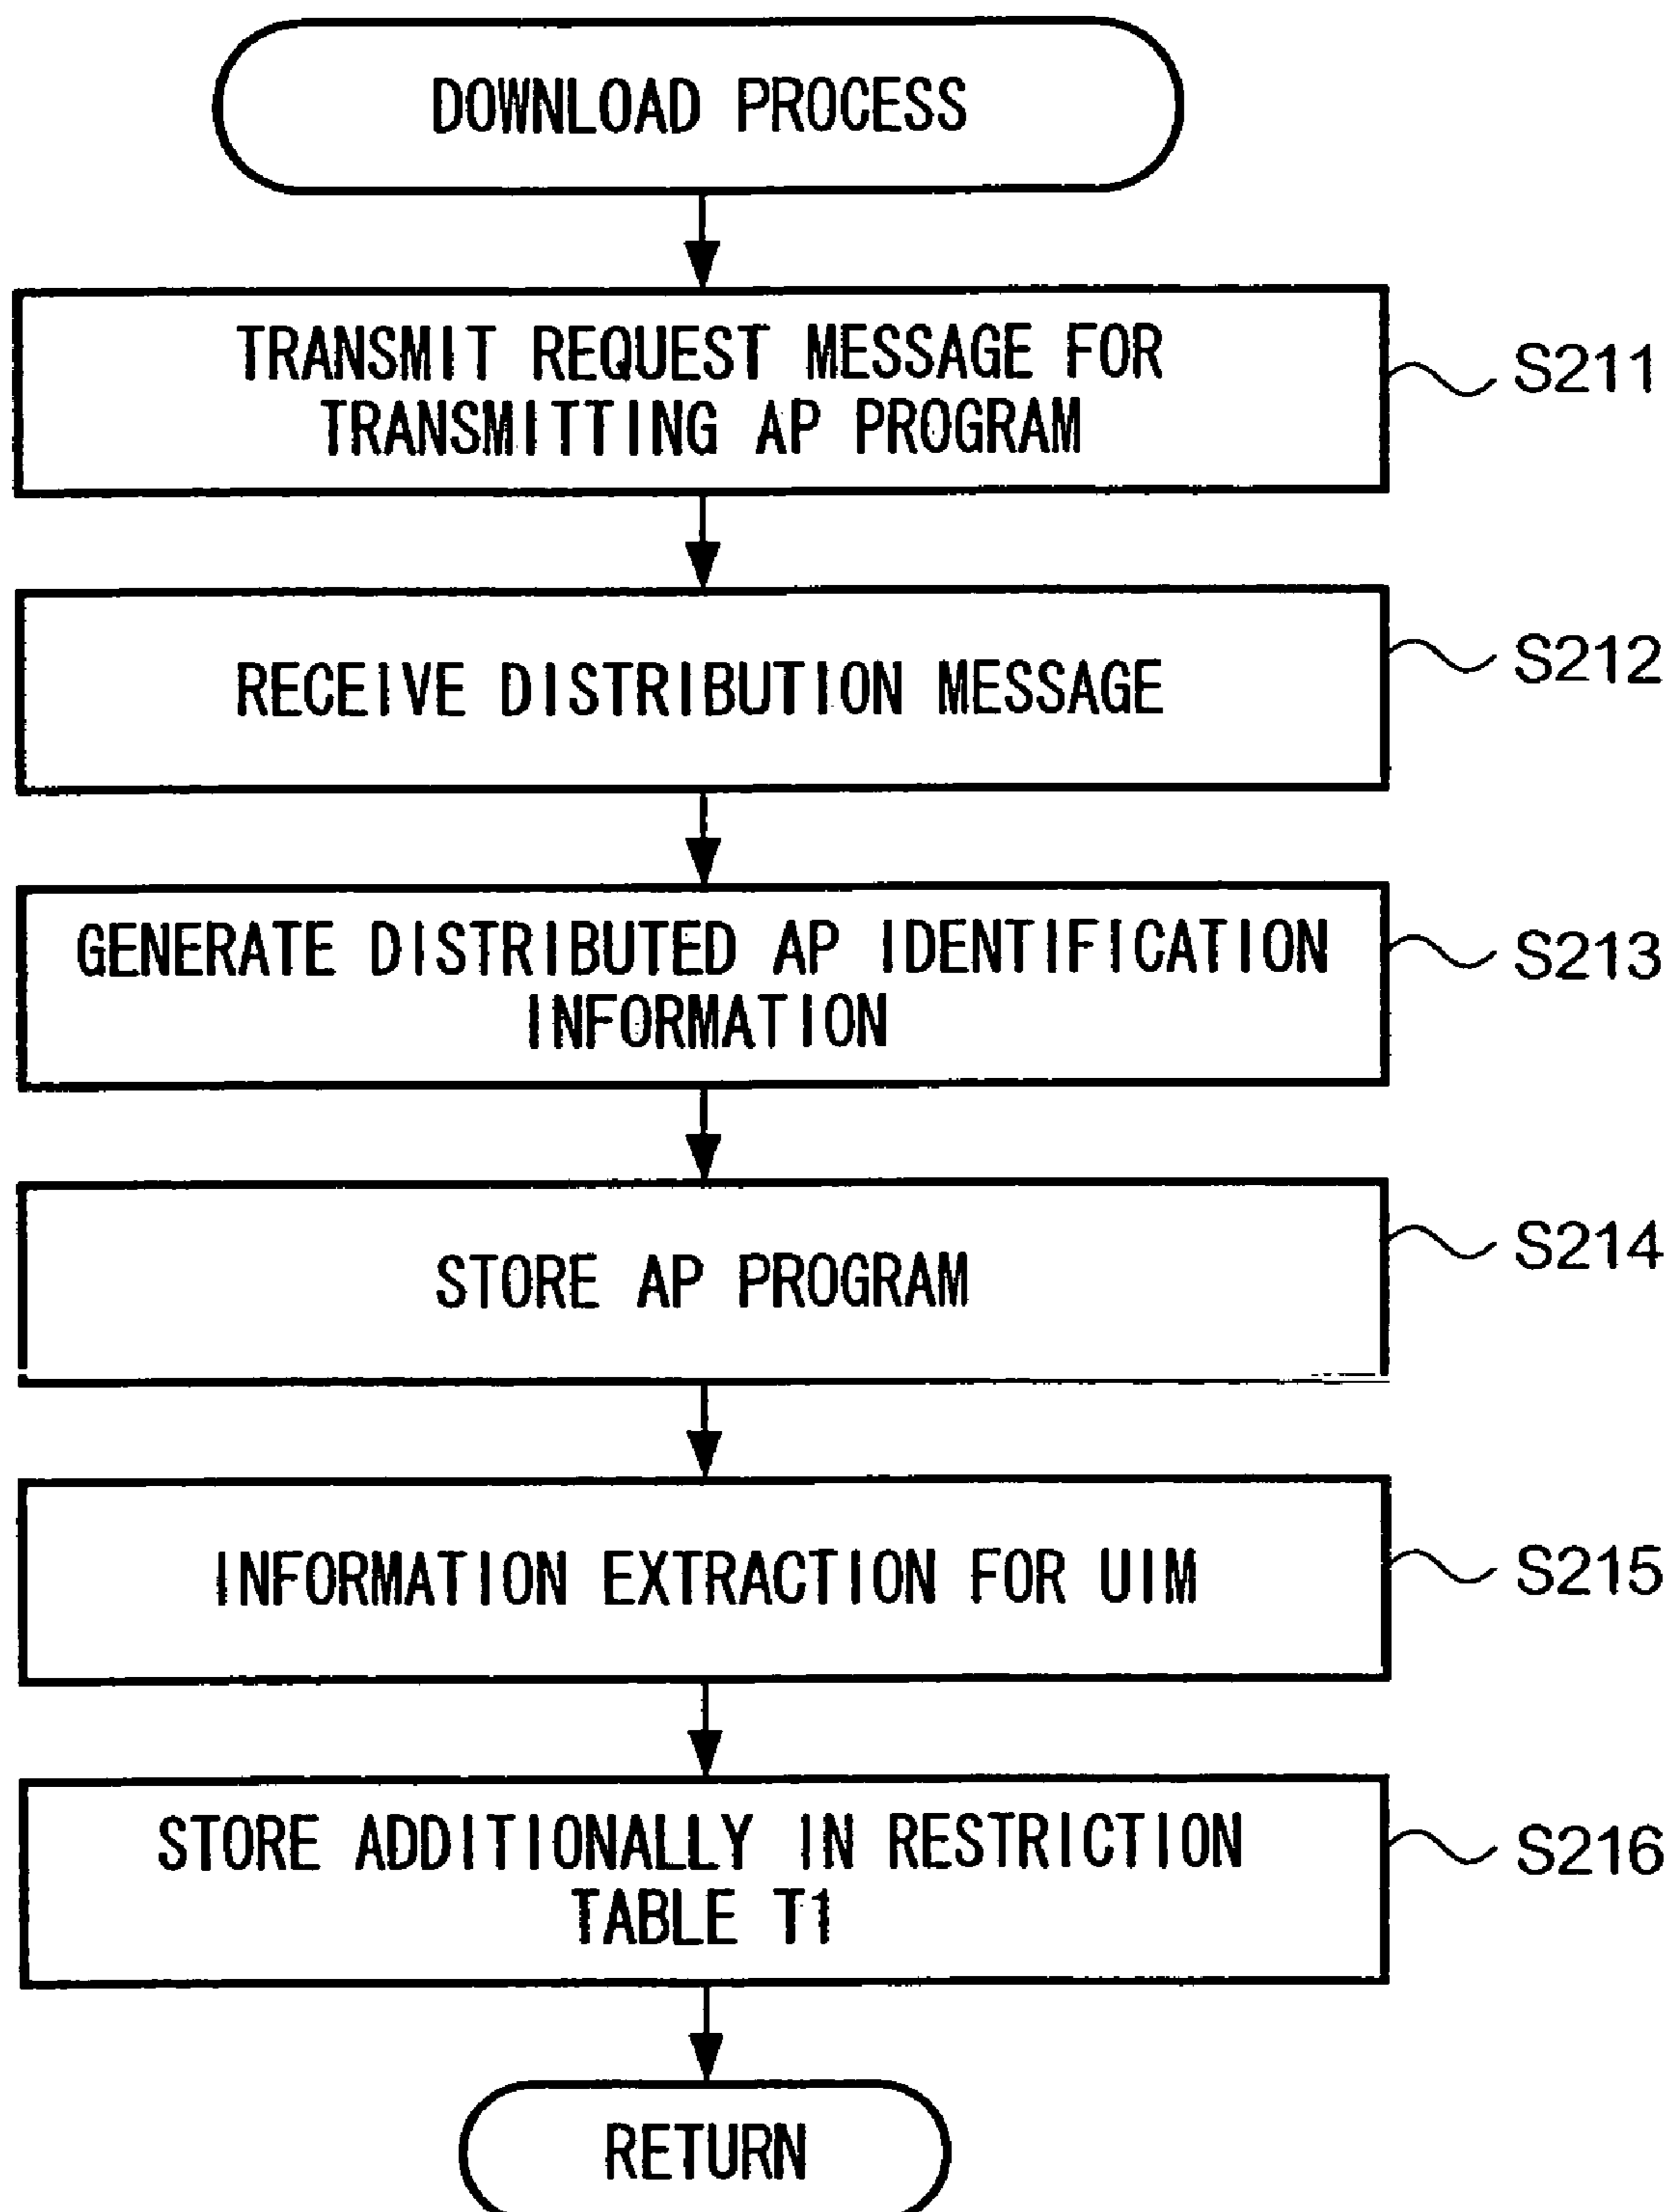 DOWNLOAD PROCESS
TRANSMIT REQUEST MESSAGE FOR
TRANSMITTING AP PROGRAM
S211
RECEIVE DISTRIBUTION MESSAGE
S212
GENERATE DISTRIBUTED AP IDENTIFICATION
INFORMATION
S213
STORE AP PROGRAM
S214
INFORMATION EXTRACTION FOR UIM
S215
STORE ADDITIONALLY IN RESTRICTION
TABLE T1
S216
RETURN